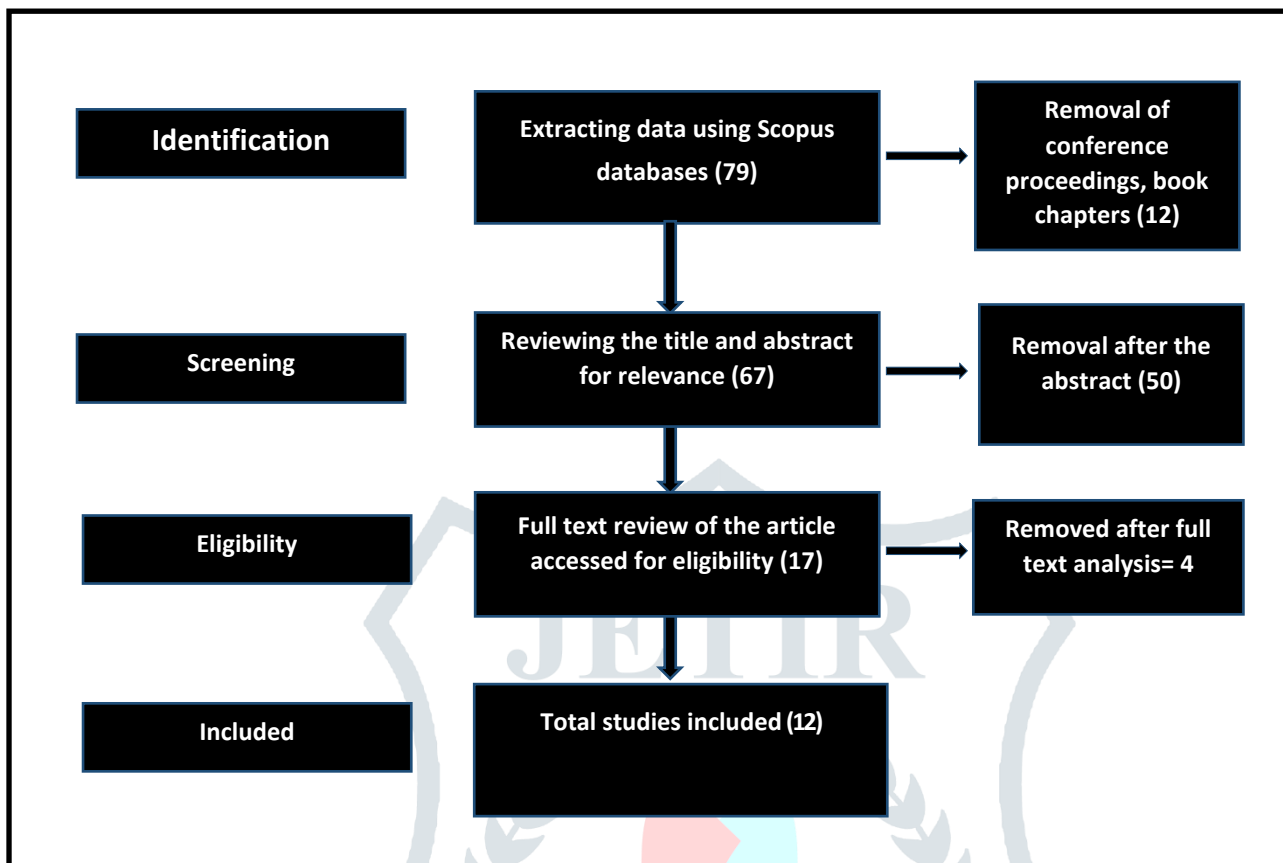 Identification
Extracting data using Scopus
databases (79)
Removal of
conference
proceedings, book
chapters (12)
Screening
Reviewing the title and abstract
for relevance (67)
Removal after the
abstract (50)
Eligibility
Full text review of the article
accessed for eligibility (17)
Removed after full
text analysis= 4
JETIR
Included
Total studies included (12)